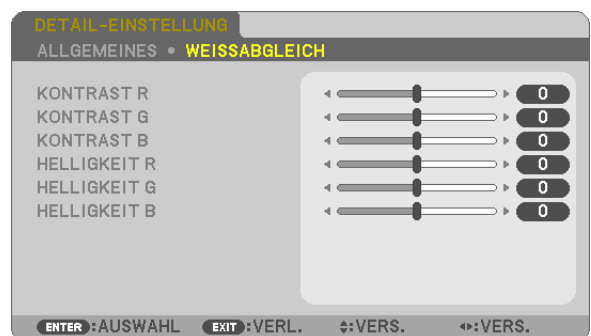 DETAIL-EINSTELLUNG
ALLGEMEINES • WEISSABGLEICH
KONTRAST R 0
KONTRAST G 0
KONTRAST B 0
HELLIGKEIT R 0
HELLIGKEIT G 0
HELLIGKEIT B 0
ENTER :AUSWAHL EXIT :VERL. :VERS. :VERS.